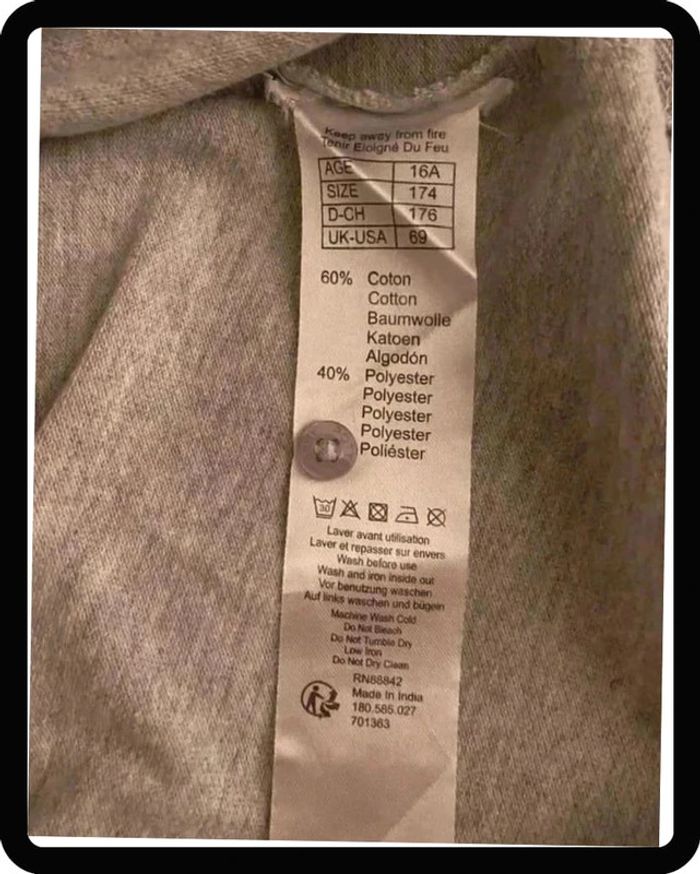 Keep away from fire
Tenir Eloigné Du Feu
AGE 16A
SIZE 174
D-CH 176
UK-USA 69
60% Coton
Cotton
Baumwolle
Katoen
Algodón
40% Polyester
Polyester
Polyester
Polyester
Poliéster
30
Laver avant utilisation
Laver et repasser sur envers
Wash before use
Wash and iron inside out
Vor benutzung waschen
Auf links waschen und bügeln
Machine Wash Cold
Do Not Bleach
Do Not Tumble Dry
Low Iron
Do Not Dry Clean
RN88842
Made In India
180.585.027
701363